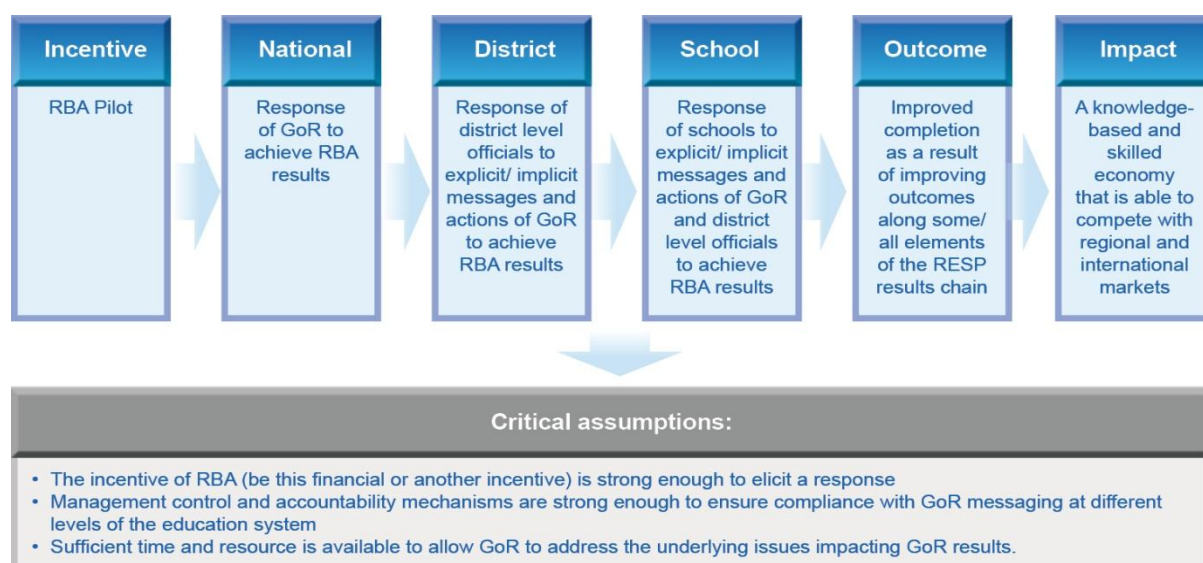 Incentive
RBA Pilot
National
Response
of GoR to
achieve RBA
results
District
Response of
district level
officials to
explicit/ implicit
messages and
actions of GoR
to achieve
RBA results
School
Response
of schools to
explicit/ implicit
messages and
actions of GoR
and district
level officials
to achieve
RBA results
Outcome
Improved
completion
as a result
of improving
outcomes
along some/
all elements
of the RESP
results chain
Impact
A knowledge-
based and
skilled
economy
that is able to
compete with
regional and
international
markets
Critical assumptions:
• The incentive of RBA (be this financial or another incentive) is strong enough to elicit a response
• Management control and accountability mechanisms are strong enough to ensure compliance with GoR messaging at different
levels of the education system
• Sufficient time and resource is available to allow GoR to address the underlying issues impacting GoR results.